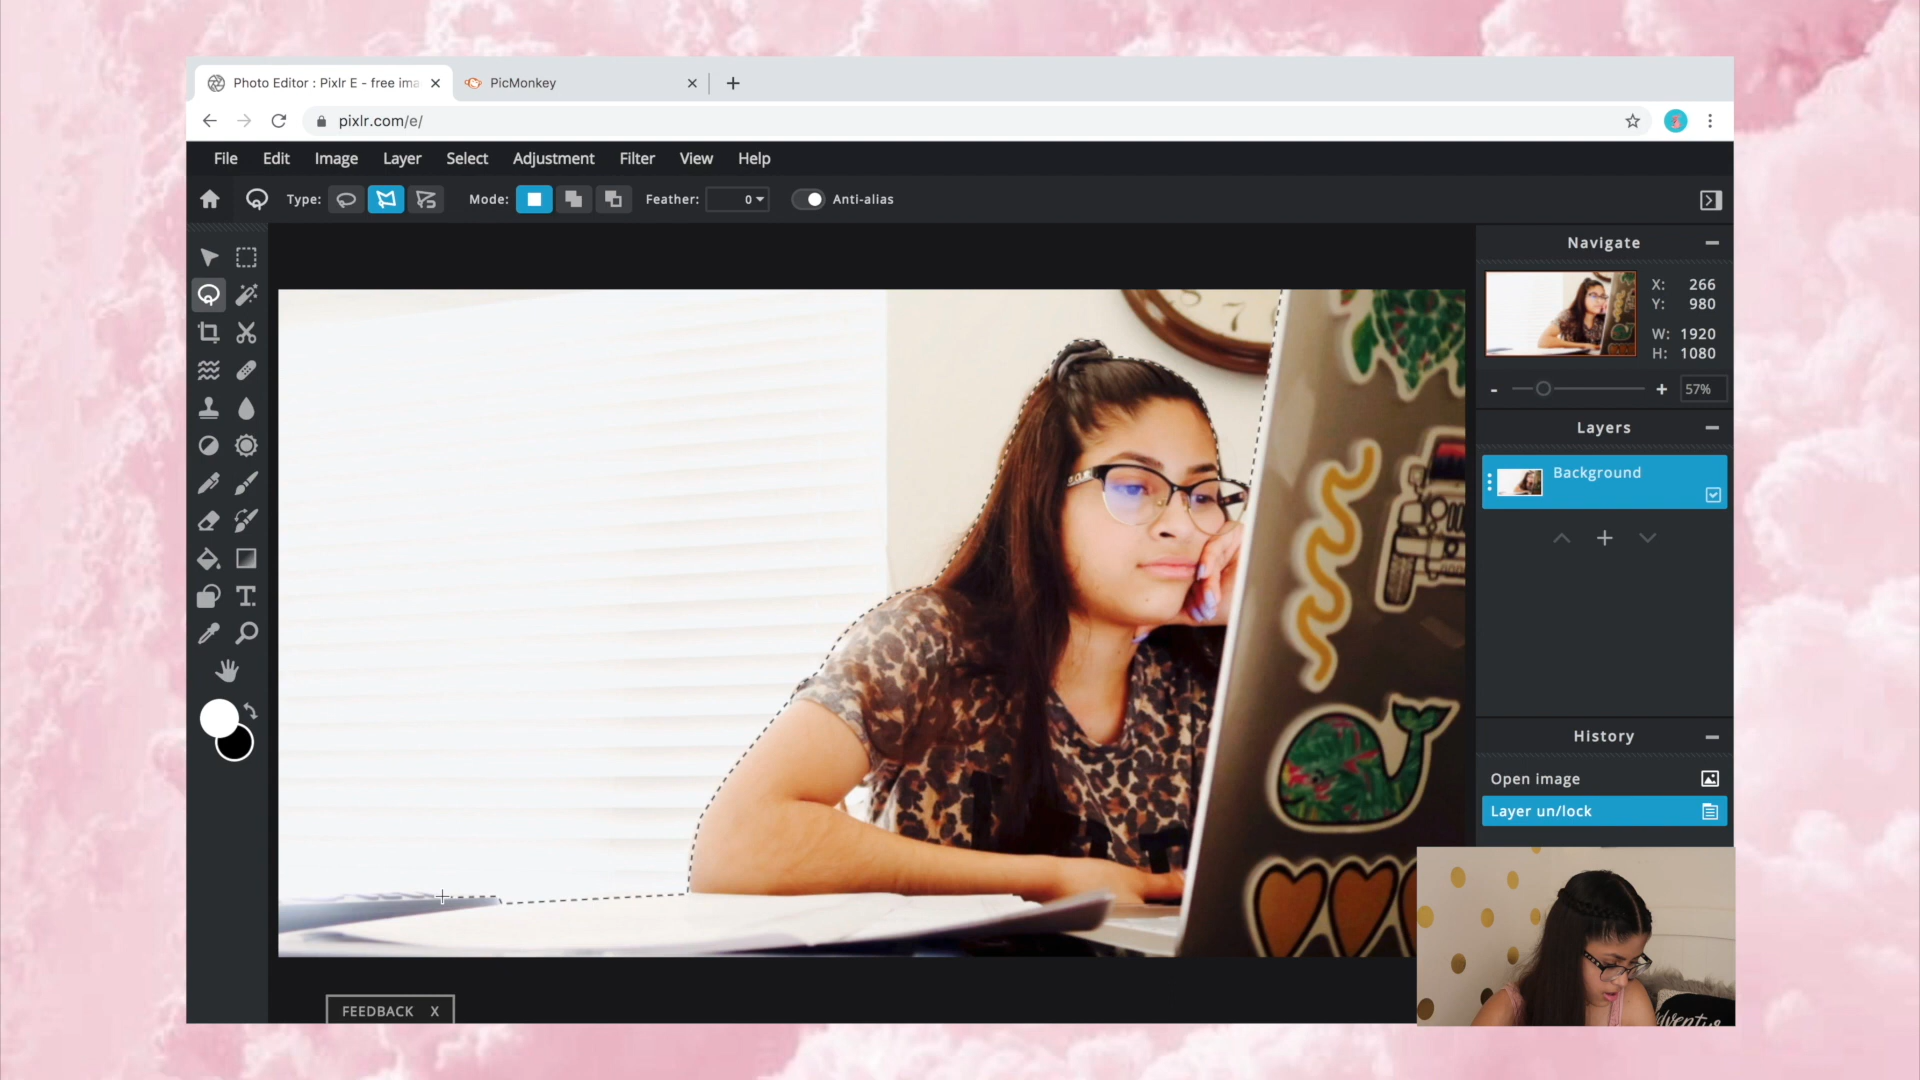 Photo Editor : Pixlr E - free ima
PicMonkey
pixlr.com/e/
File Edit Image Layer Select Adjustment Filter View Help
Type: Mode: Feather: 0 Anti-alias
Navigate
X: 266
Y: 980
W: 1920
H: 1080
- + 57%
Layers
Background
History
Open image
Layer un/lock
FEEDBACK X
T.
7